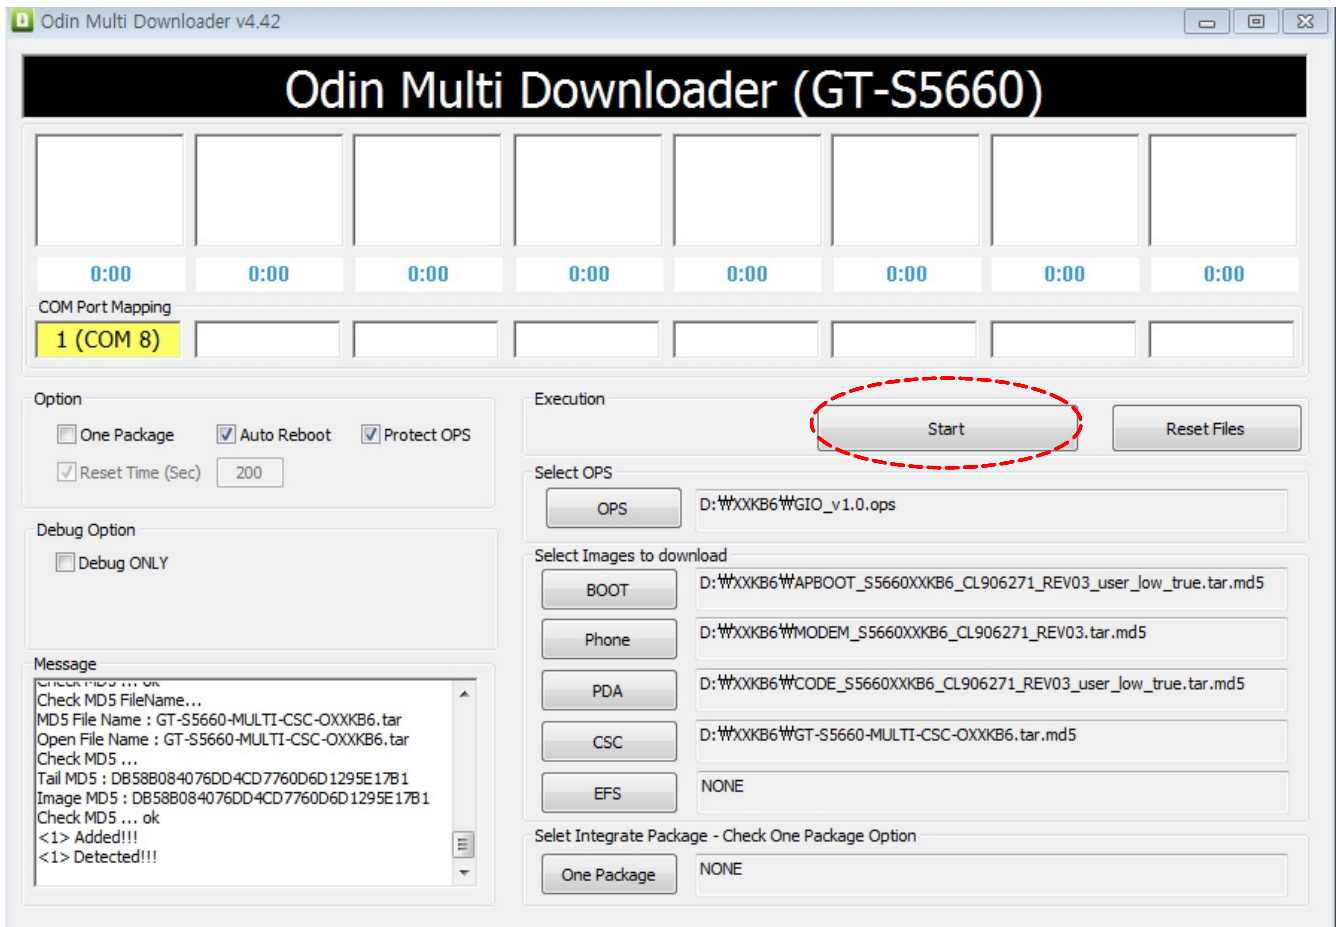 Odin Multi Downloader v4.42
Odin Multi Downloader (GT-S5660)
0:00 0:00 0:00 0:00 0:00 0:00 0:00 0:00
COM Port Mapping
1 (COM 8)
Option
One Package Auto Reboot Protect OPS
Reset Time (Sec) 200
Debug Option
Debug ONLY
Message
Check MD5 ... ok
Check MD5 FileName...
MD5 File Name : GT-S5660-MULTI-CSC-OXXKB6.tar
Open File Name : GT-S5660-MULTI-CSC-OXXKB6.tar
Check MD5 ...
Tail MD5 : DB58B084076DD4CD7760D6D1295E17B1
Image MD5 : DB58B084076DD4CD7760D6D1295E17B1
Check MD5 ... ok
<1> Added!!!
<1> Detected!!!
Execution
Start Reset Files
Select OPS
OPS D:₩XXKB6₩GIO_v1.0.ops
Select Images to download
BOOT D:₩XXKB6₩APBOOT_S5660XXKB6_CL906271_REV03_user_low_true.tar.md5
Phone D:₩XXKB6₩MODEM_S5660XXKB6_CL906271_REV03.tar.md5
PDA D:₩XXKB6₩CODE_S5660XXKB6_CL906271_REV03_user_low_true.tar.md5
CSC D:₩XXKB6₩GT-S5660-MULTI-CSC-OXXKB6.tar.md5
EFS NONE
Selet Integrate Package - Check One Package Option
One Package NONE